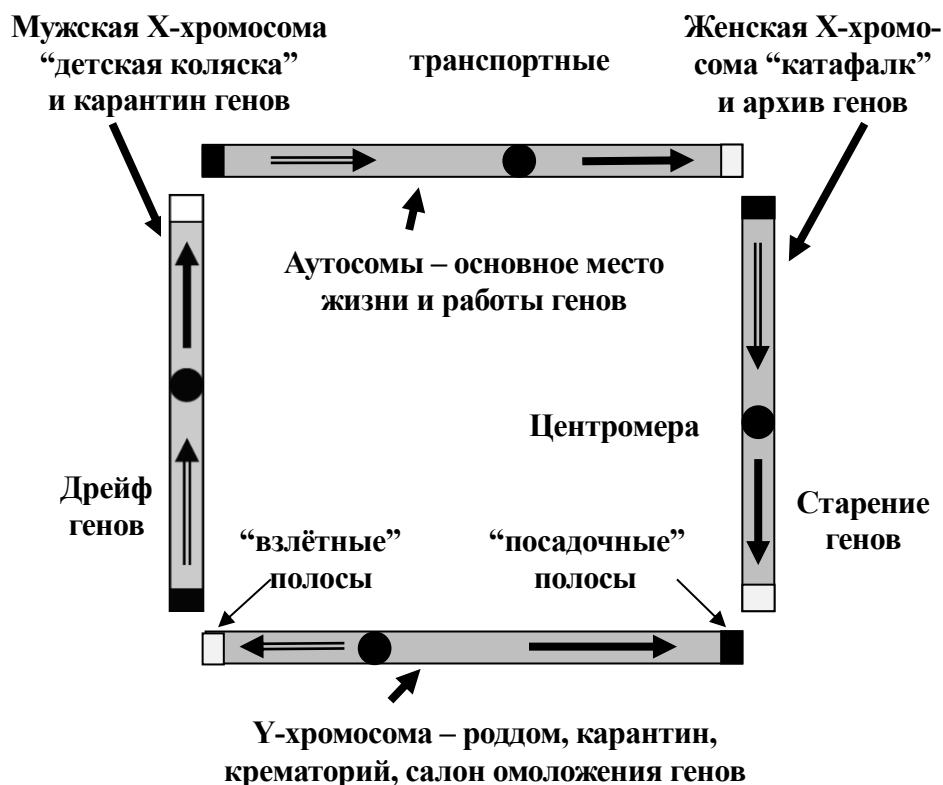 Мужская X-хромосома
“детская коляска”
и карантин генов
транспортные
Женская X-хромо-
сома “катафалк”
и архив генов
Аутосомы – основное место
жизни и работы генов
Центромера
Дрейф
генов
Старение
генов
“взлётные”
полосы
“посадочные”
полосы
Y-хромосома – роддом, карантин,
крематорий, салон омоложения генов